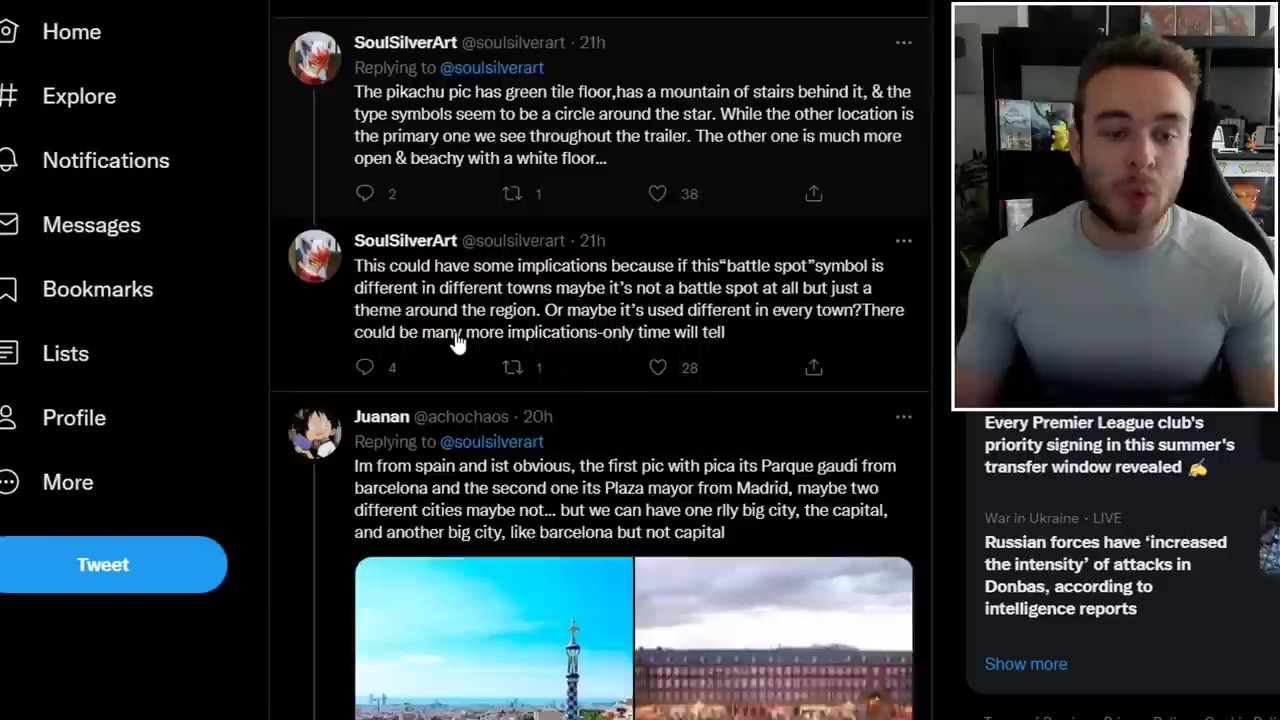 Home
Explore
Notifications
Messages
Bookmarks
Lists
Profile
More
Tweet
SoulSilverArt @soulsilverart · 21h
Replying to @soulsilverart
The pikachu pic has green tile floor,has a mountain of stairs behind it, & the
type symbols seem to be a circle around the star. While the other location is
the primary one we see throughout the trailer. The other one is much more
open & beachy with a white floor...
2 1 38
SoulSilverArt @soulsilverart · 21h
This could have some implications because if this“battle spot”symbol is
different in different towns maybe it’s not a battle spot at all but just a
theme around the region. Or maybe it’s used different in every town?There
could be many more implications-only time will tell
4 1 28
Juanan @achochaos · 20h
Replying to @soulsilverart
Im from spain and ist obvious, the first pic with pica its Parque gaudi from
barcelona and the second one its Plaza mayor from Madrid, maybe two
different cities maybe not... but we can have one rlly big city, the capital,
and another big city, like barcelona but not capital
Every Premier League club's
priority signing in this summer's
transfer window revealed ✍️
War in Ukraine · LIVE
Russian forces have ‘increased
the intensity’ of attacks in
Donbas, according to
intelligence reports
Show more